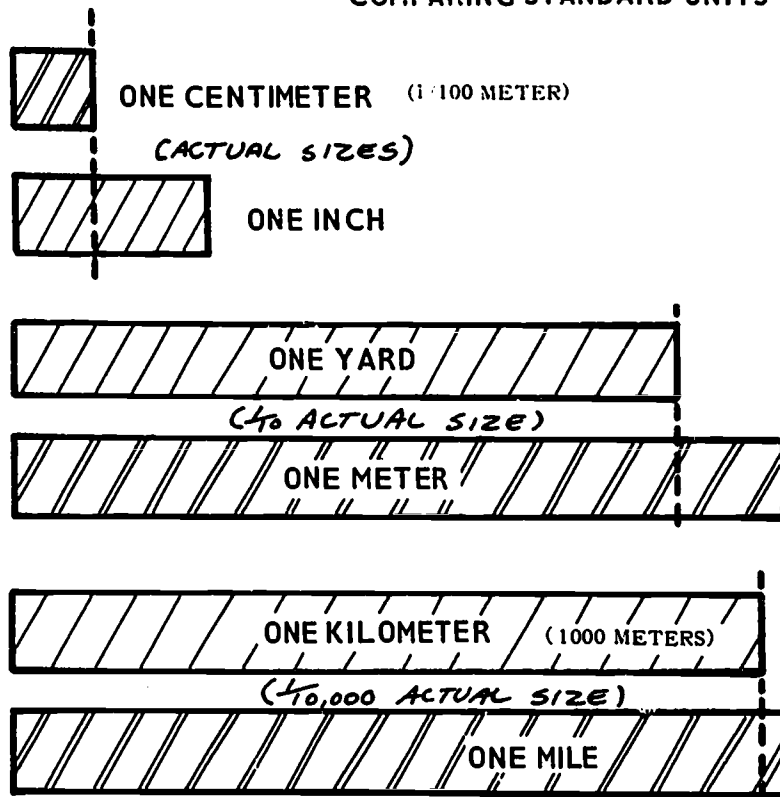 COMPARING STANDARD UNITS
ONE CENTIMETER (1/100 METER)
(ACTUAL SIZES)
ONE INCH
ONE YARD
(1/10 ACTUAL SIZE)
ONE METER
ONE KILOMETER (1000 METERS)
(1/10,000 ACTUAL SIZE)
ONE MILE